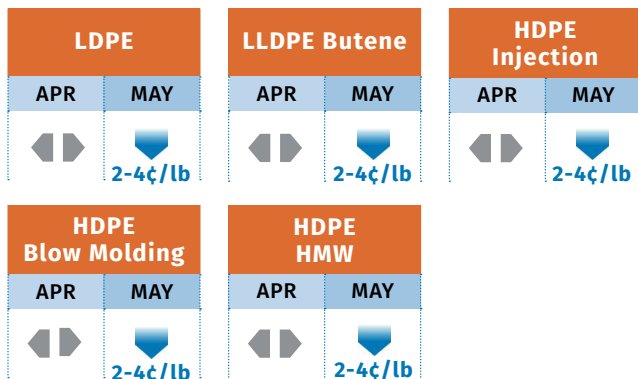 LDPE
APR MAY
2-4¢/lb
LLDPE Butene
APR MAY
2-4¢/lb
HDPE
Injection
APR MAY
2-4¢/lb
HDPE
Blow Molding
APR MAY
2-4¢/lb
HDPE
HMW
APR MAY
2-4¢/lb